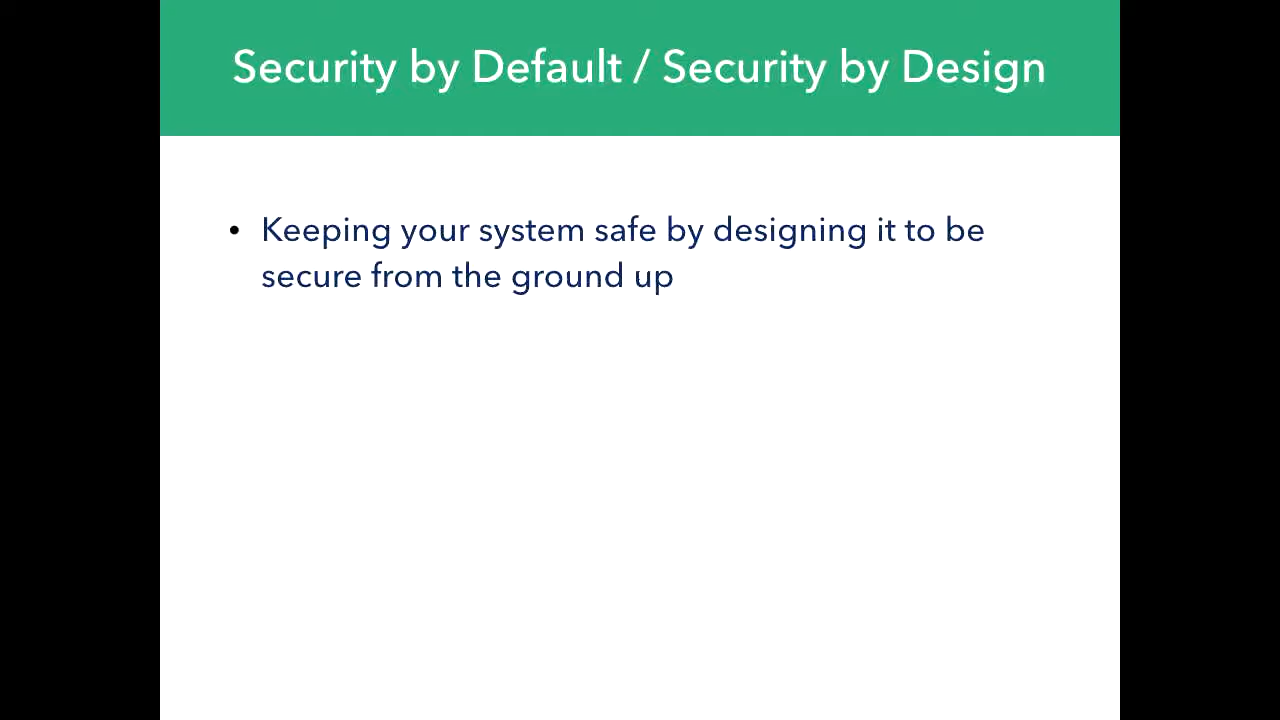 Security by Default / Security by Design
• Keeping your system safe by designing it to be
secure from the ground up